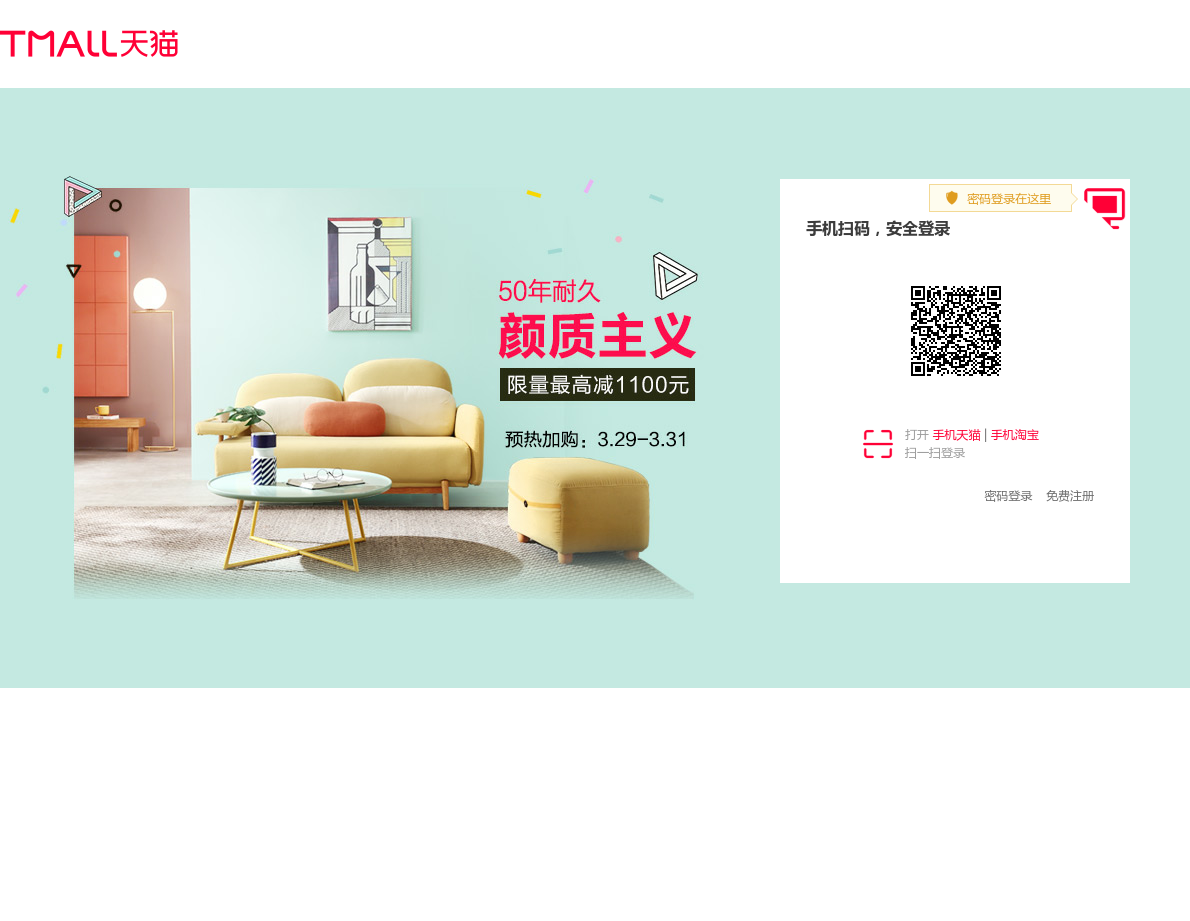 TMALL天猫
密码登录在这里
手机扫码，安全登录
50年耐久
颜质主义
限量最高减1100元
预热加购：3.29-3.31
打开 手机天猫 | 手机淘宝
扫一扫登录
密码登录 免费注册